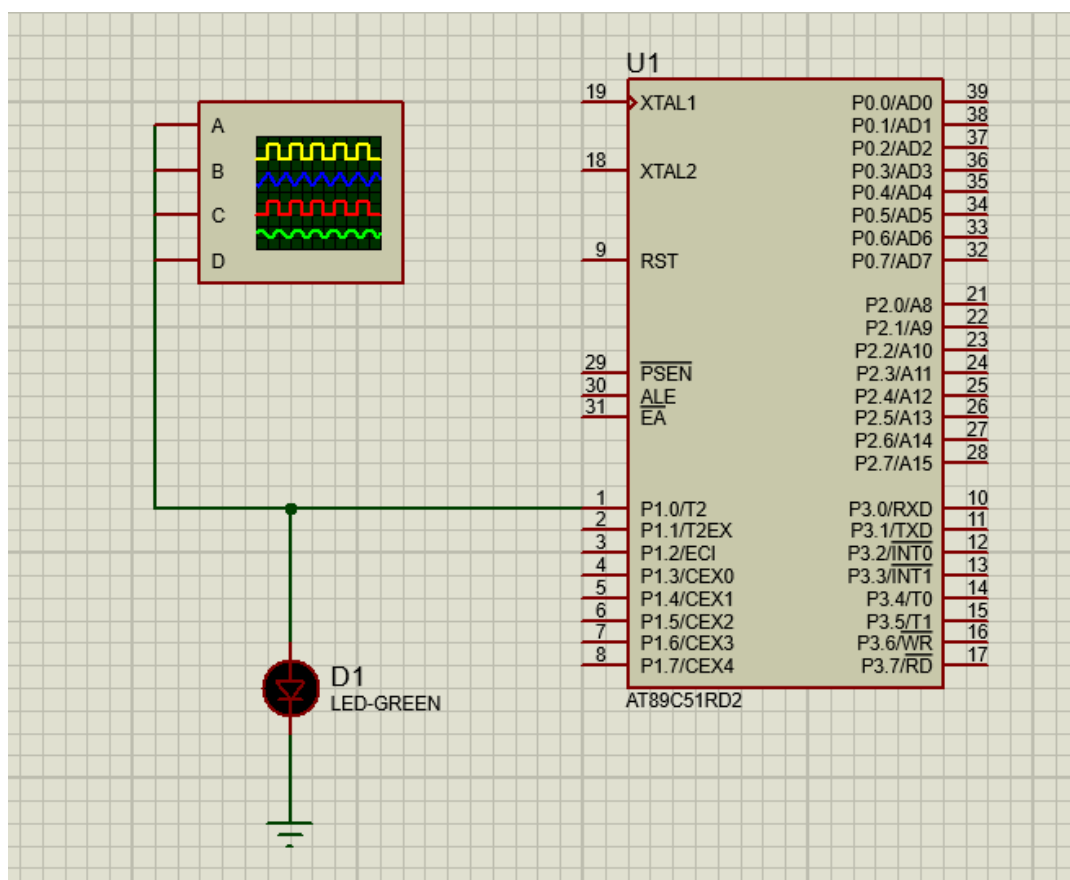 U1
A
B
C
D
19 XTAL1 P0.0/AD0 39
P0.1/AD1 38
P0.2/AD2 37
18 XTAL2 P0.3/AD3 36
P0.4/AD4 35
P0.5/AD5 34
P0.6/AD6 33
9 RST P0.7/AD7 32
P2.0/A8 21
P2.1/A9 22
P2.2/A10 23
29 PSEN P2.3/A11 24
30 ALE P2.4/A12 25
31 EA P2.5/A13 26
P2.6/A14 27
P2.7/A15 28
1 P1.0/T2 P3.0/RXD 10
2 P1.1/T2EX P3.1/TXD 11
3 P1.2/ECI P3.2/INT0 12
4 P1.3/CEX0 P3.3/INT1 13
5 P1.4/CEX1 P3.4/T0 14
6 P1.5/CEX2 P3.5/T1 15
7 P1.6/CEX3 P3.6/WR 16
8 P1.7/CEX4 P3.7/RD 17
AT89C51RD2
D1
LED-GREEN